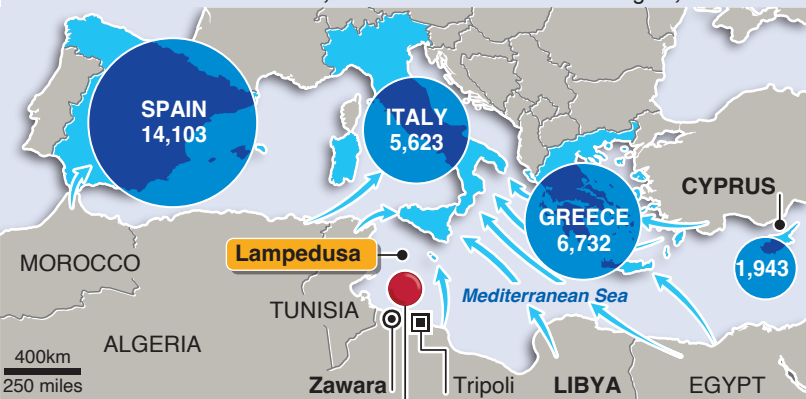 SPAIN
14,103
ITALY
5,623
CYPRUS
GREECE
6,732
1,943
Lampedusa
MOROCCO
Mediterranean Sea
TUNISIA
ALGERIA
400km
250 miles
Zawara
Tripoli
LIBYA
EGYPT